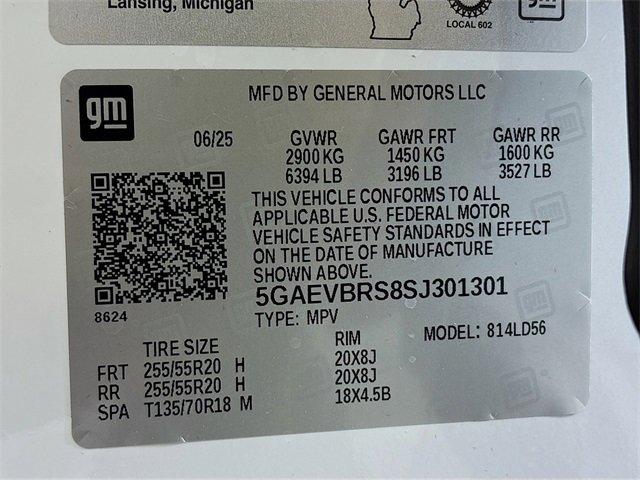 Lansing, Michigan
LOCAL 602
gm
gm
MFD BY GENERAL MOTORS LLC
06/25 GVWR GAWR FRT GAWR RR
2900 KG 1450 KG 1600 KG
6394 LB 3196 LB 3527 LB
THIS VEHICLE CONFORMS TO ALL
APPLICABLE U.S. FEDERAL MOTOR
VEHICLE SAFETY STANDARDS IN EFFECT
ON THE DATE OF MANUFACTURE
SHOWN ABOVE.
5GAEVBRS8SJ301301
8624
TYPE: MPV MODEL: 814LD56
TIRE SIZE RIM
FRT 255/55R20 H 20X8J
RR 255/55R20 H 20X8J
SPA T135/70R18 M 18X4.5B